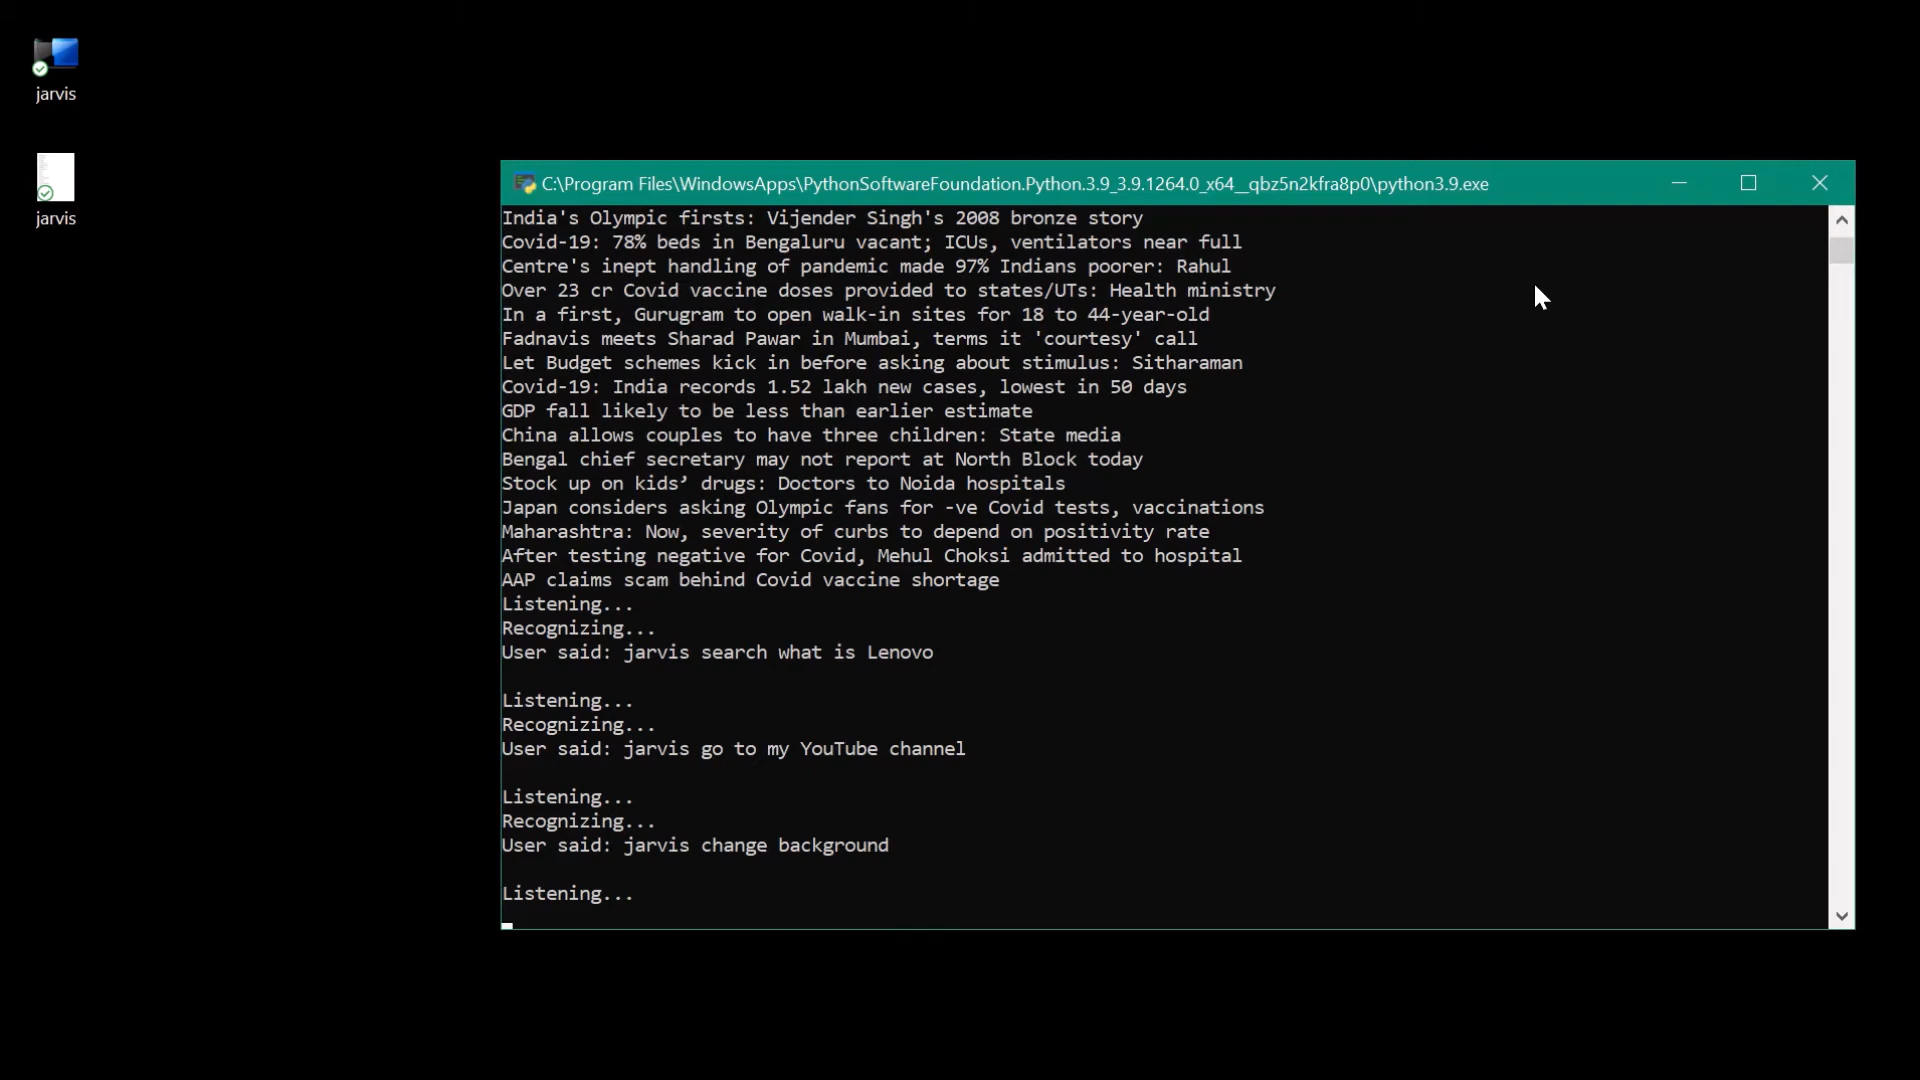 jarvis
jarvis
C:\Program Files\WindowsApps\PythonSoftwareFoundation.Python.3.9_3.9.1264.0_x64__qbz5n2kfra8p0\python3.9.exe
India's Olympic firsts: Vijender Singh's 2008 bronze story
Covid-19: 78% beds in Bengaluru vacant; ICUs, ventilators near full
Centre's inept handling of pandemic made 97% Indians poorer: Rahul
Over 23 cr Covid vaccine doses provided to states/UTs: Health ministry
In a first, Gurugram to open walk-in sites for 18 to 44-year-old
Fadnavis meets Sharad Pawar in Mumbai, terms it 'courtesy' call
Let Budget schemes kick in before asking about stimulus: Sitharaman
Covid-19: India records 1.52 lakh new cases, lowest in 50 days
GDP fall likely to be less than earlier estimate
China allows couples to have three children: State media
Bengal chief secretary may not report at North Block today
Stock up on kids’ drugs: Doctors to Noida hospitals
Japan considers asking Olympic fans for -ve Covid tests, vaccinations
Maharashtra: Now, severity of curbs to depend on positivity rate
After testing negative for Covid, Mehul Choksi admitted to hospital
AAP claims scam behind Covid vaccine shortage
Listening...
Recognizing...
User said: jarvis search what is Lenovo
Listening...
Recognizing...
User said: jarvis go to my YouTube channel
Listening...
Recognizing...
User said: jarvis change background
Listening...